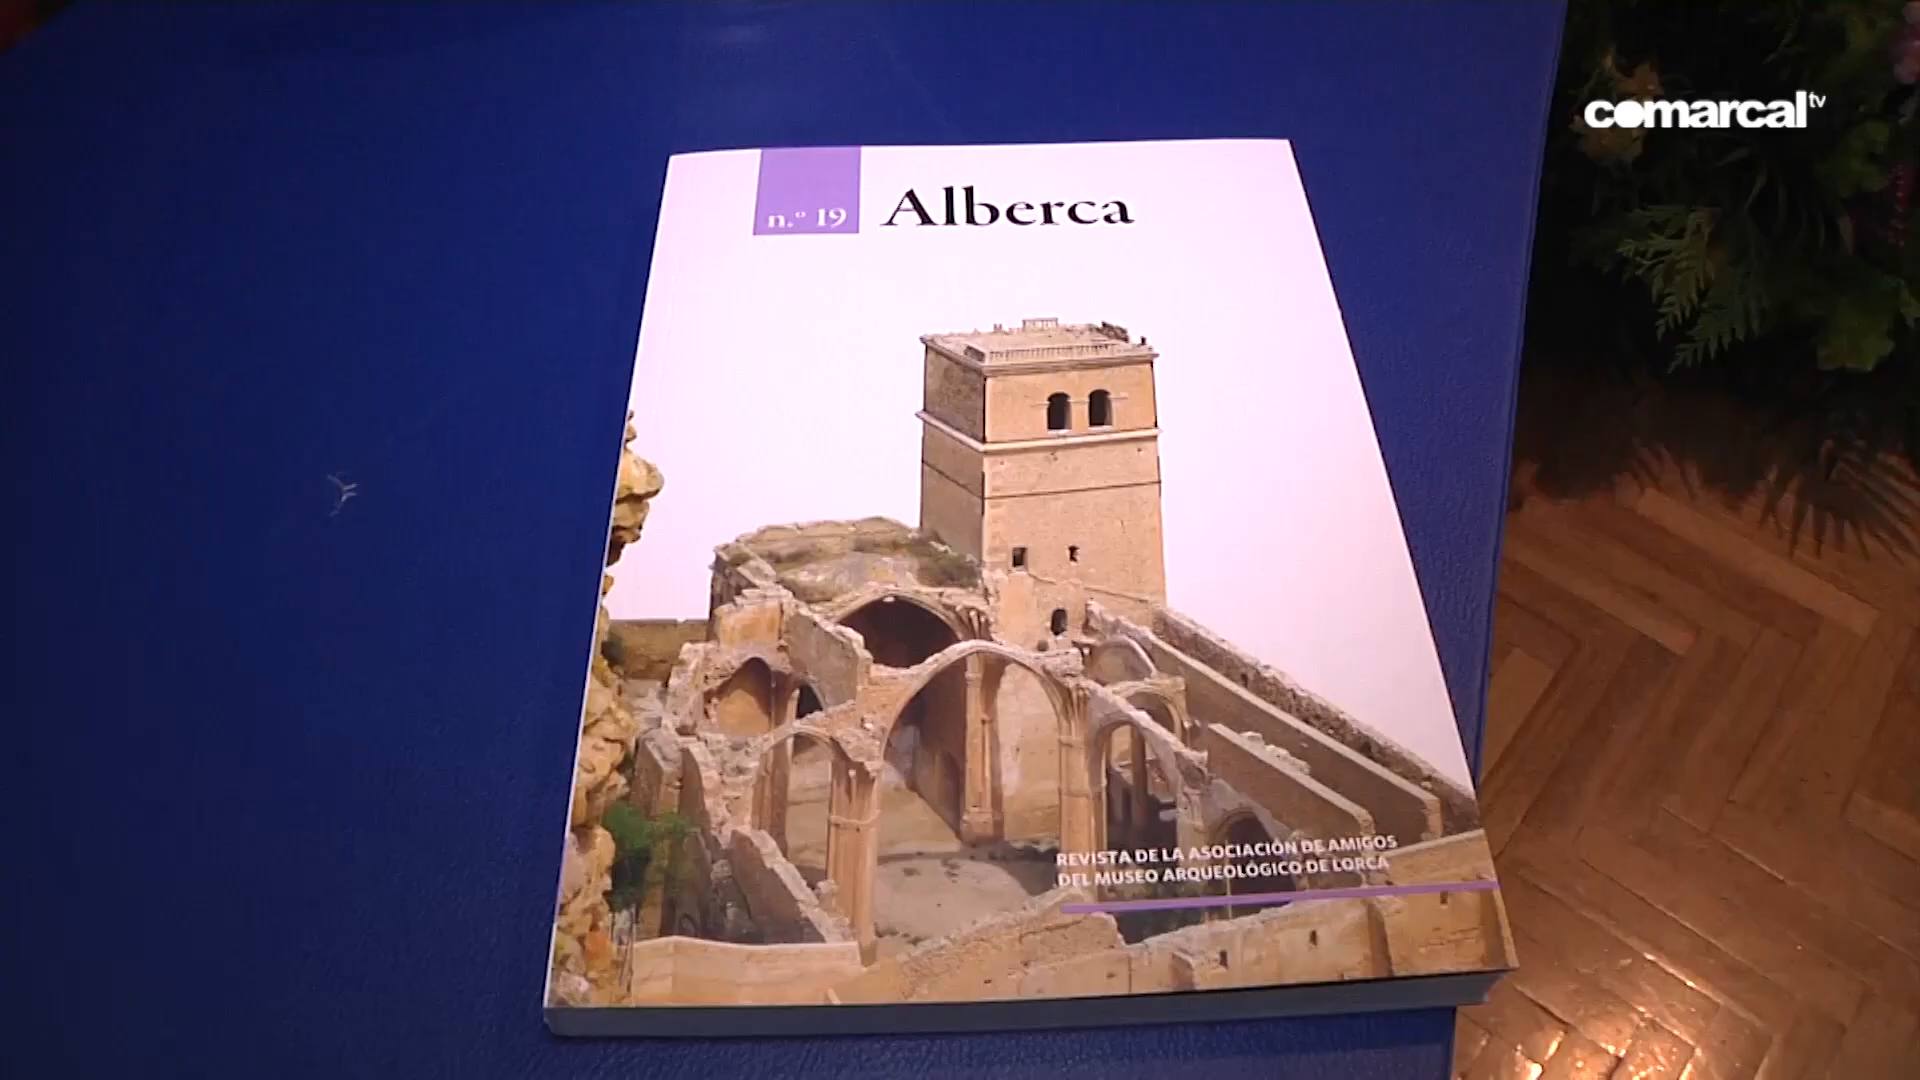 comarcal tv
n.º 19
Alberca
REVISTA DE LA ASOCIACIÓN DE AMIGOS
DEL MUSEO ARQUEOLÓGICO DE LORCA